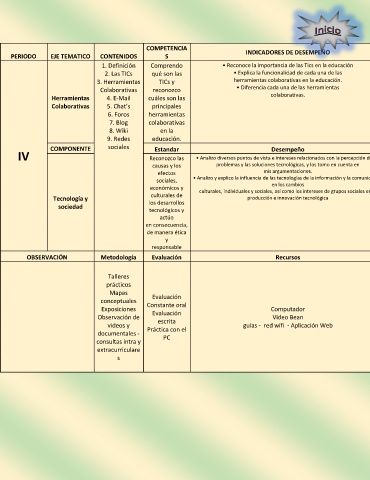 Inicio
PERIODO EJE TEMATICO CONTENIDOS COMPETENCIA
S INDICADORES DE DESEMPEÑO
IV
Herramientas
Colaborativas
1. Definición
2. Las TICs
3. Herramientas
Colaborativas
4. E-Mail
5. Chat's
6. Foros
7. Blog
8. Wiki
9. Redes
sociales
Comprendo
qué son las
TICs y
reconozco
cuáles son las
principales
herramientas
colaborativas
en la
educación.
• Reconoce la importancia de las Tics en la educación
• Explica la funcionalidad de cada una de las
herramientas colaborativas en la educación.
• Diferencia cada una de las herramientas
colaborativas.
COMPONENTE
Estandar
Desempeño
Tecnología y
sociedad
Reconozco las
causas y los
efectos
sociales,
económicos y
culturales de
los desarrollos
tecnológicos y
actúo
en consecuencia,
de manera ética
y
responsable
• Analizo diversos puntos de vista e intereses relacionados con la percepción de
problemas y las soluciones tecnológicas, y los tomo en cuenta en
mis argumentaciones.
• Analizo y explico la influencia de las tecnologías de la información y la
en los cambios
culturales, individuales y sociales, así como los intereses de grupos sociales en
producción e innovación tecnológica
OBSERVACIÓN Metodología Evaluación Recursos
Talleres
prácticos
Mapas
conceptuales
Exposiciones
Observación de
videos y
documentales -
consultas intra y
extracurriculare
s
Evaluación
Constante oral
Evaluación
escrita
Práctica con el
PC
Computador
Video Bean
guías - red wifi - Aplicación Web